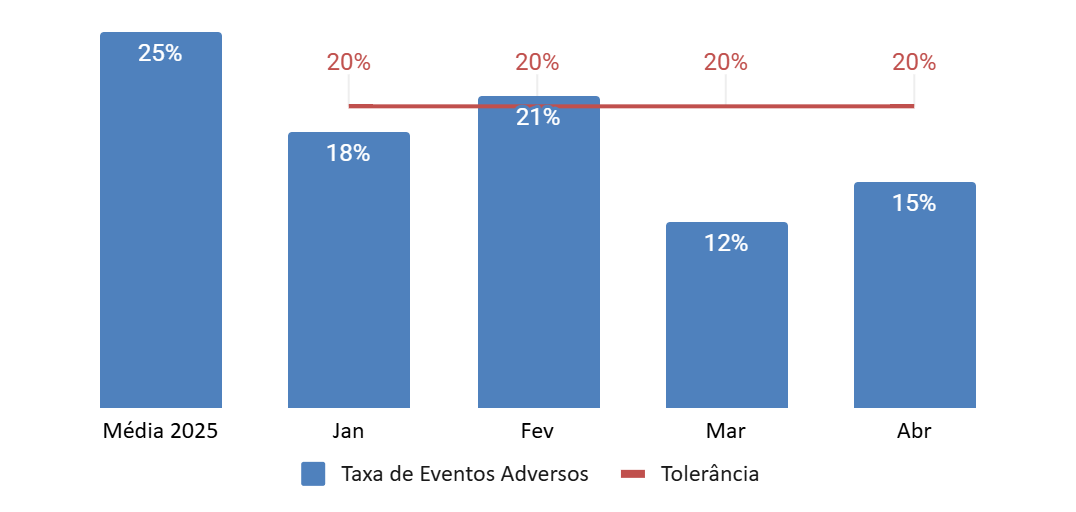 25%
20% 20% 20% 20%
21%
18%
15%
12%
Média 2025 Jan Fev Mar Abr
Taxa de Eventos Adversos Tolerância